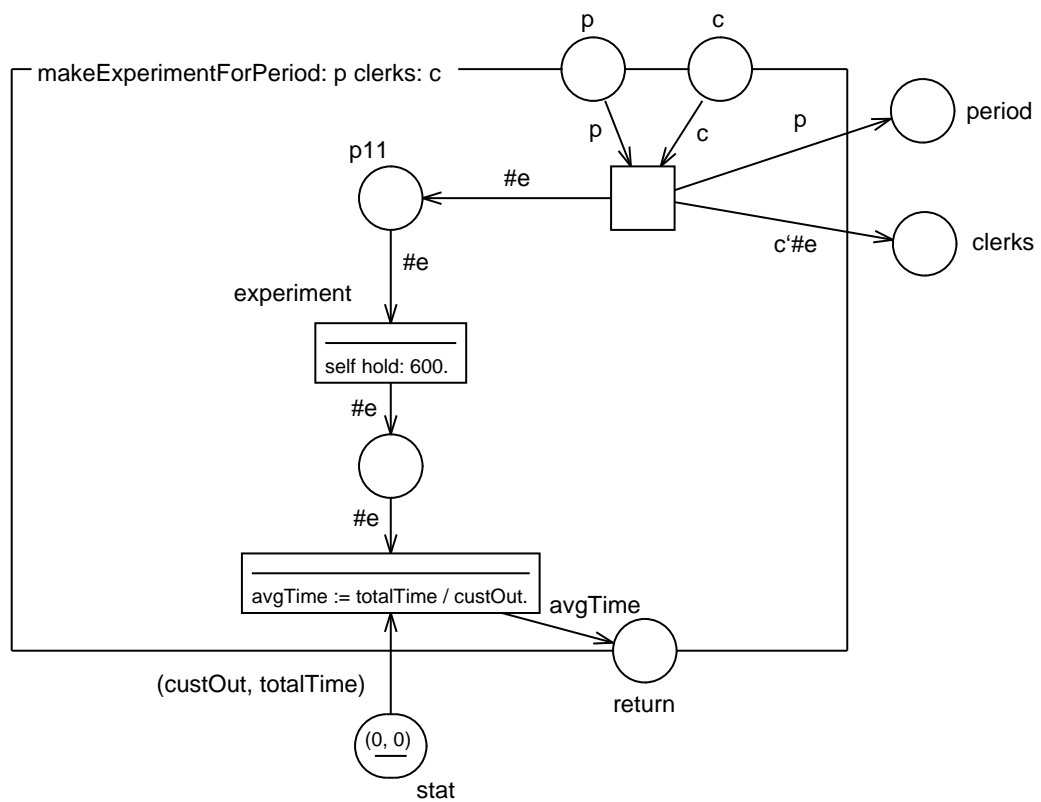 p
c
makeExperimentForPeriod: p clerks: c
p
c
p
period
p11
#e
c‘#e
clerks
#e
experiment
self hold: 600.
#e
#e
avgTime := totalTime / custOut.
avgTime
(custOut, totalTime)
return
(0, 0)
stat